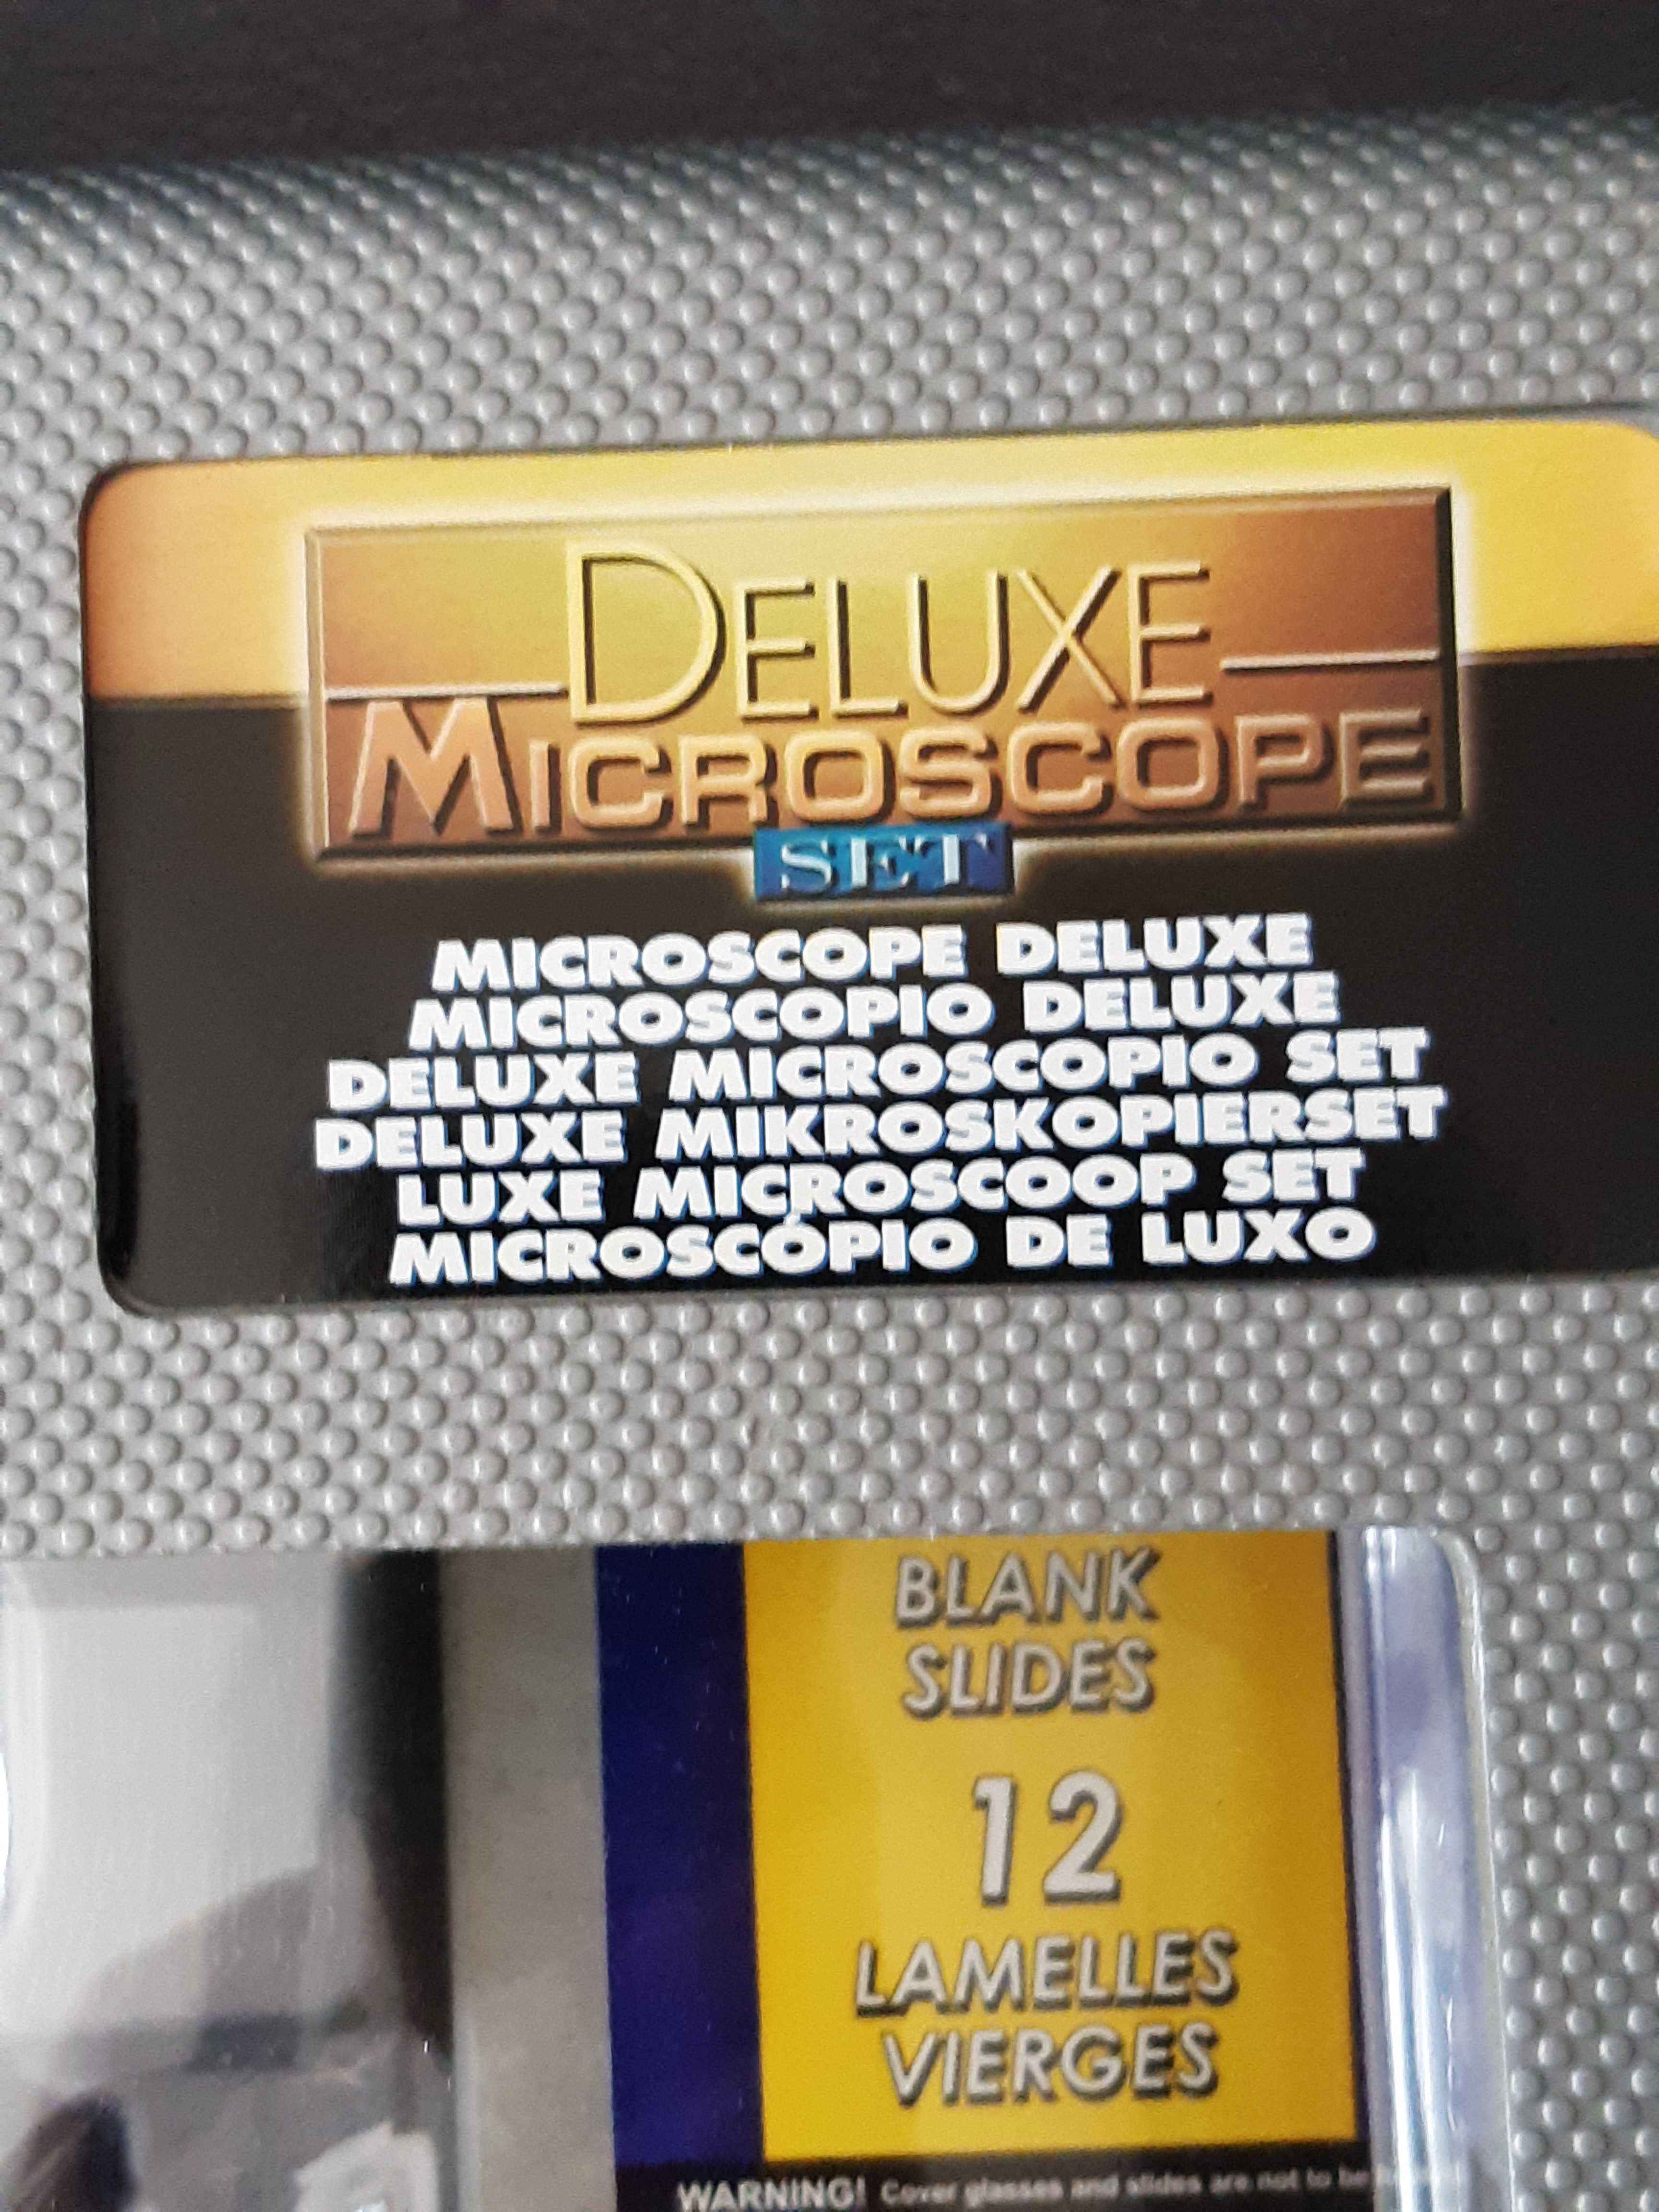 DELUXE
MICROSCOPE
SET
MICROSCOPE DELUXE
MICROSCOPIO DELUXE
DELUXE MICROSCOPIO SET
DELUXE MIKROSKOPIERSET
LUXE MICROSCOOP SET
MICROSCÓPIO DE LUXO
BLANK
SLIDES
12
LAMELLES
VIERGES
WARNING! Cover glasses and slides are not to be